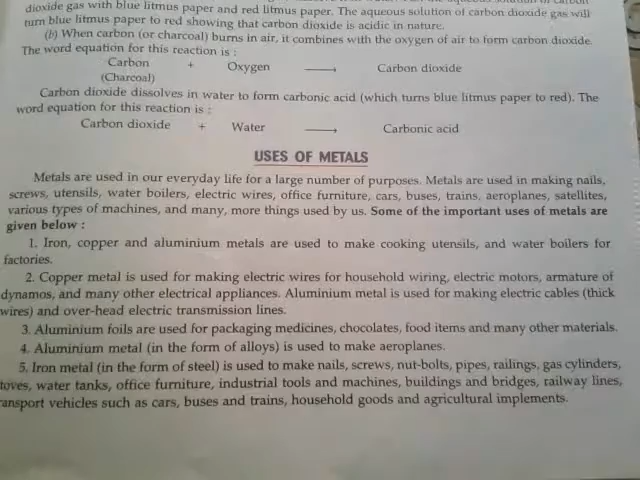 dioxide gas with blue litmus paper and red litmus paper. The aqueous solution of carbon dioxide gas will
turn blue litmus paper to red showing that carbon dioxide is acidic in nature.
(b) When carbon (or charcoal) burns in air, it combines with the oxygen of air to form carbon dioxide.
The word equation for this reaction is :
Carbon + Oxygen ⟶ Carbon dioxide
(Charcoal)
Carbon dioxide dissolves in water to form carbonic acid (which turns blue litmus paper to red). The
word equation for this reaction is :
Carbon dioxide + Water ⟶ Carbonic acid
USES OF METALS
Metals are used in our everyday life for a large number of purposes. Metals are used in making nails,
screws, utensils, water boilers, electric wires, office furniture, cars, buses, trains, aeroplanes, satellites,
various types of machines, and many, more things used by us. Some of the important uses of metals are
given below :
1. Iron, copper and aluminium metals are used to make cooking utensils, and water boilers for
factories.
2. Copper metal is used for making electric wires for household wiring, electric motors, armature of
dynamos, and many other electrical appliances. Aluminium metal is used for making electric cables (thick
wires) and over-head electric transmission lines.
3. Aluminium foils are used for packaging medicines, chocolates, food items and many other materials.
4. Aluminium metal (in the form of alloys) is used to make aeroplanes.
5. Iron metal (in the form of steel) is used to make nails, screws, nut-bolts, pipes, railings, gas cylinders,
toves, water tanks, office furniture, industrial tools and machines, buildings and bridges, railway lines,
ansport vehicles such as cars, buses and trains, household goods and agricultural implements.